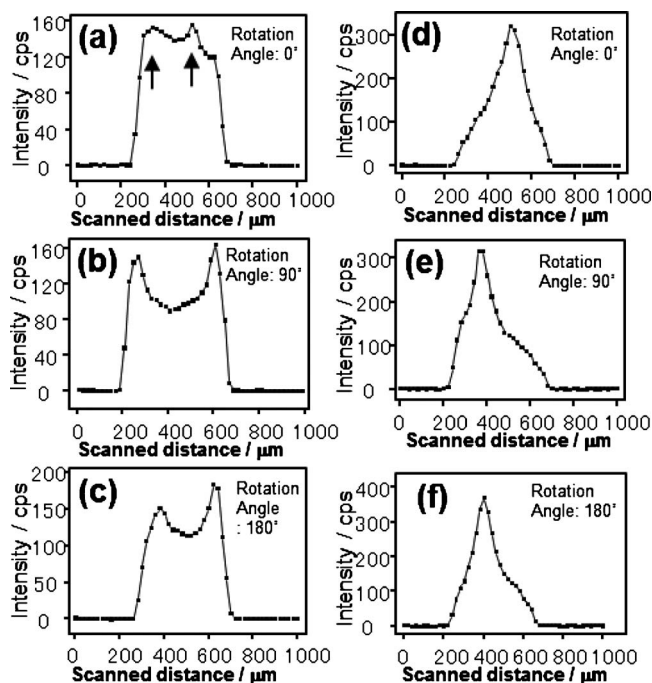 (a)
Rotation
Angle: 0°
Intensity / cps
160
120
80
40
0
0 200 400 600 800 1000
Scanned distance / μm
(d)
Rotation
Angle: 0°
Intensity / cps
300
200
100
0
0 200 400 600 800 1000
Scanned distance / μm
(b)
Rotation
Angle: 90°
Intensity / cps
160
120
80
40
0
0 200 400 600 800 1000
Scanned distance / μm
(e)
Rotation
Angle: 90°
Intensity / cps
300
200
100
0
0 200 400 600 800 1000
Scanned distance / μm
(c)
Rotation
Angle
: 180°
Intensity / cps
200
150
100
50
0
0 200 400 600 800 1000
Scanned distance / μm
(f)
Rotation
Angle: 180°
Intensity / cps
400
300
200
100
0
0 200 400 600 800 1000
Scanned distance / μm